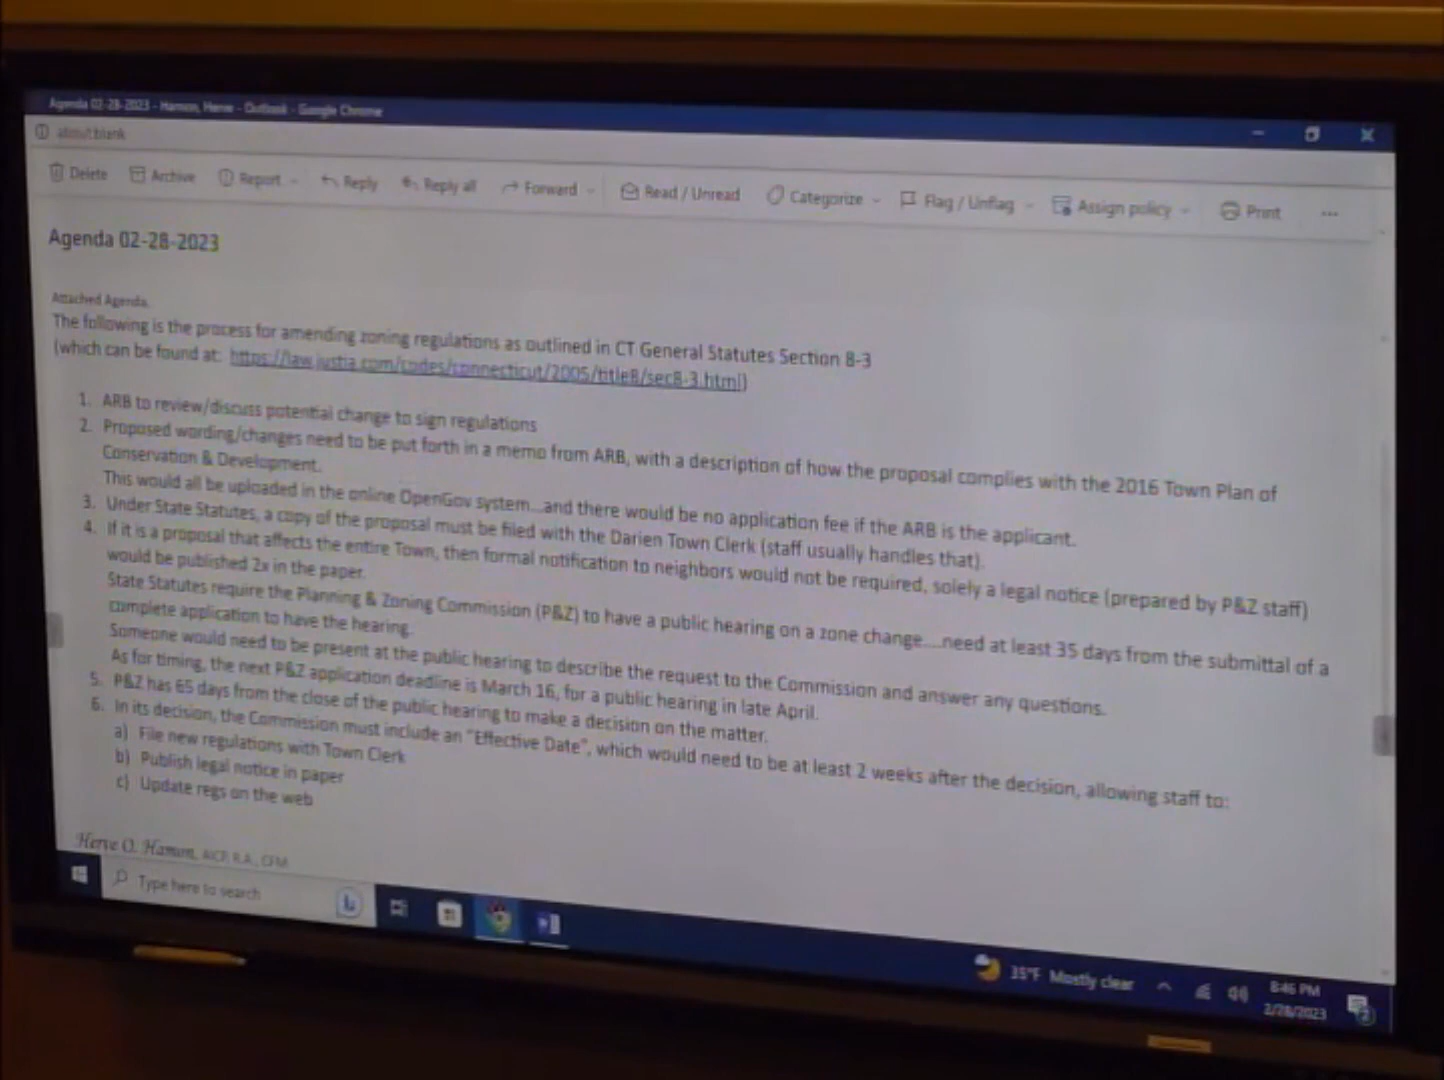 Agenda 02-28-2023 - Hamon, Herve - Outlook - Google Chrome
about:blank
Delete Archive Report Reply Reply all Forward Read / Unread Categorize Flag / Unflag Assign policy Print ...
Agenda 02-28-2023
Attached Agenda.
The following is the process for amending zoning regulations as outlined in CT General Statutes Section 8-3
(which can be found at: https://law.justia.com/codes/connecticut/2005/title8/sec8-3.html)
1. ARB to review/discuss potential change to sign regulations
2. Proposed wording/changes need to be put forth in a memo from ARB, with a description of how the proposal complies with the 2016 Town Plan of
Conservation & Development.
This would all be uploaded in the online OpenGov system...and there would be no application fee if the ARB is the applicant.
3. Under State Statutes, a copy of the proposal must be filed with the Darien Town Clerk (staff usually handles that).
4. If it is a proposal that affects the entire Town, then formal notification to neighbors would not be required, solely a legal notice (prepared by P&Z staff)
would be published 2x in the paper.
State Statutes require the Planning & Zoning Commission (P&Z) to have a public hearing on a zone change....need at least 35 days from the submittal of a
complete application to have the hearing.
Someone would need to be present at the public hearing to describe the request to the Commission and answer any questions.
As for timing, the next P&Z application deadline is March 16, for a public hearing in late April.
5. P&Z has 65 days from the close of the public hearing to make a decision on the matter.
6. In its decision, the Commission must include an "Effective Date", which would need to be at least 2 weeks after the decision, allowing staff to:
a) File new regulations with Town Clerk
b) Publish legal notice in paper
c) Update regs on the web
Herve O. Hamon, AICP, R.A., CFM
Type here to search
35°F Mostly clear
8:46 PM
2/28/2023
2